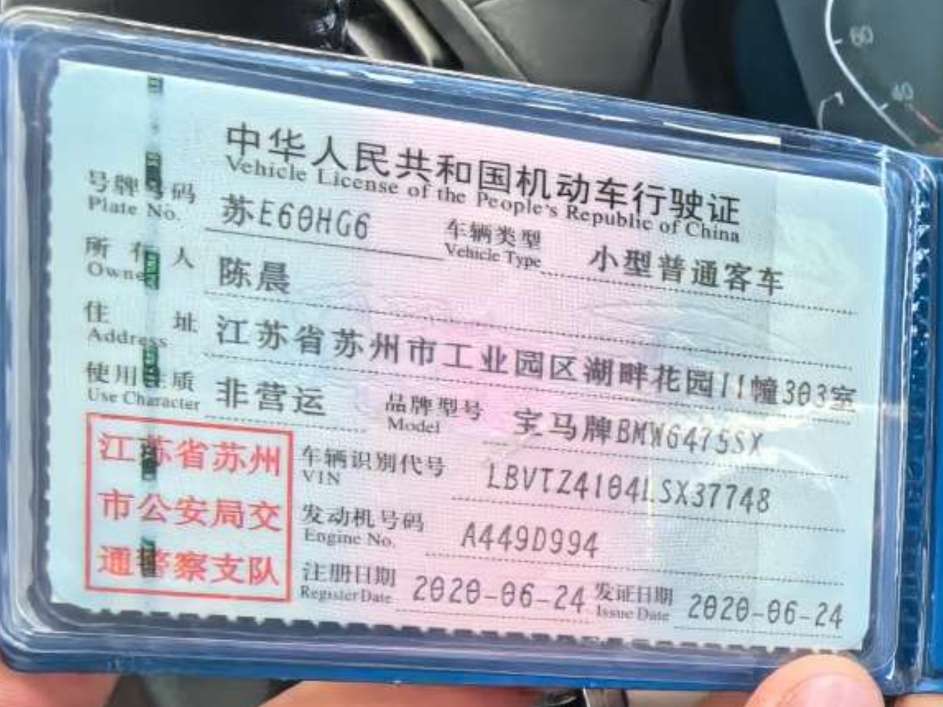 中华人民共和国机动车行驶证
Vehicle License of the People's Republic of China
号牌号码 苏E60HG6 车辆类型 小型普通客车
Plate No. Vehicle Type
所有人 陈晨
Owner
住址 江苏省苏州市工业园区湖畔花园11幢303室
Address
使用性质 非营运 品牌型号 宝马牌BMW6475SX
Use Character Model
江苏省苏州
市公安局交
通警察支队
车辆识别代号 LBVTZ4104LSX37748
VIN
发动机号码 A449D994
Engine No.
注册日期 2020-06-24 发证日期 2020-06-24
Register Date Issue Date
60
40